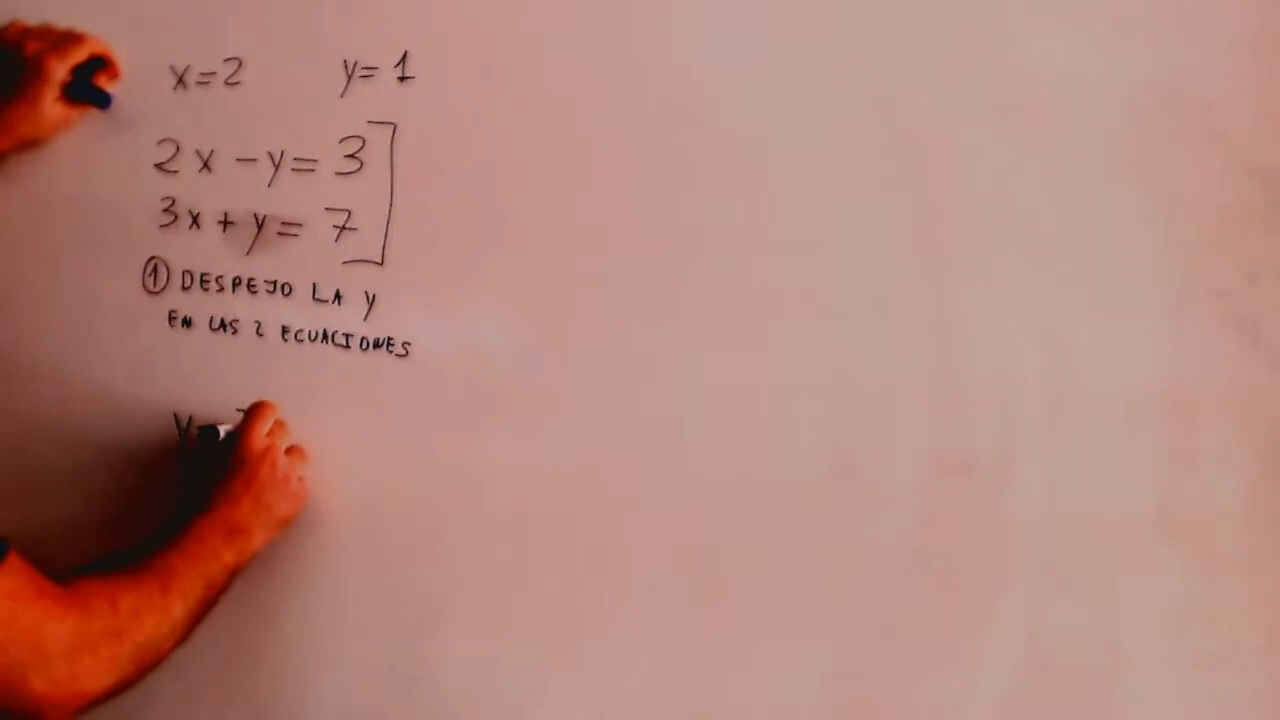 x=2 y=1
2x-y=3
3x+y=7
① DESPEJO LA Y
EN LAS 2 ECUACIONES
y=